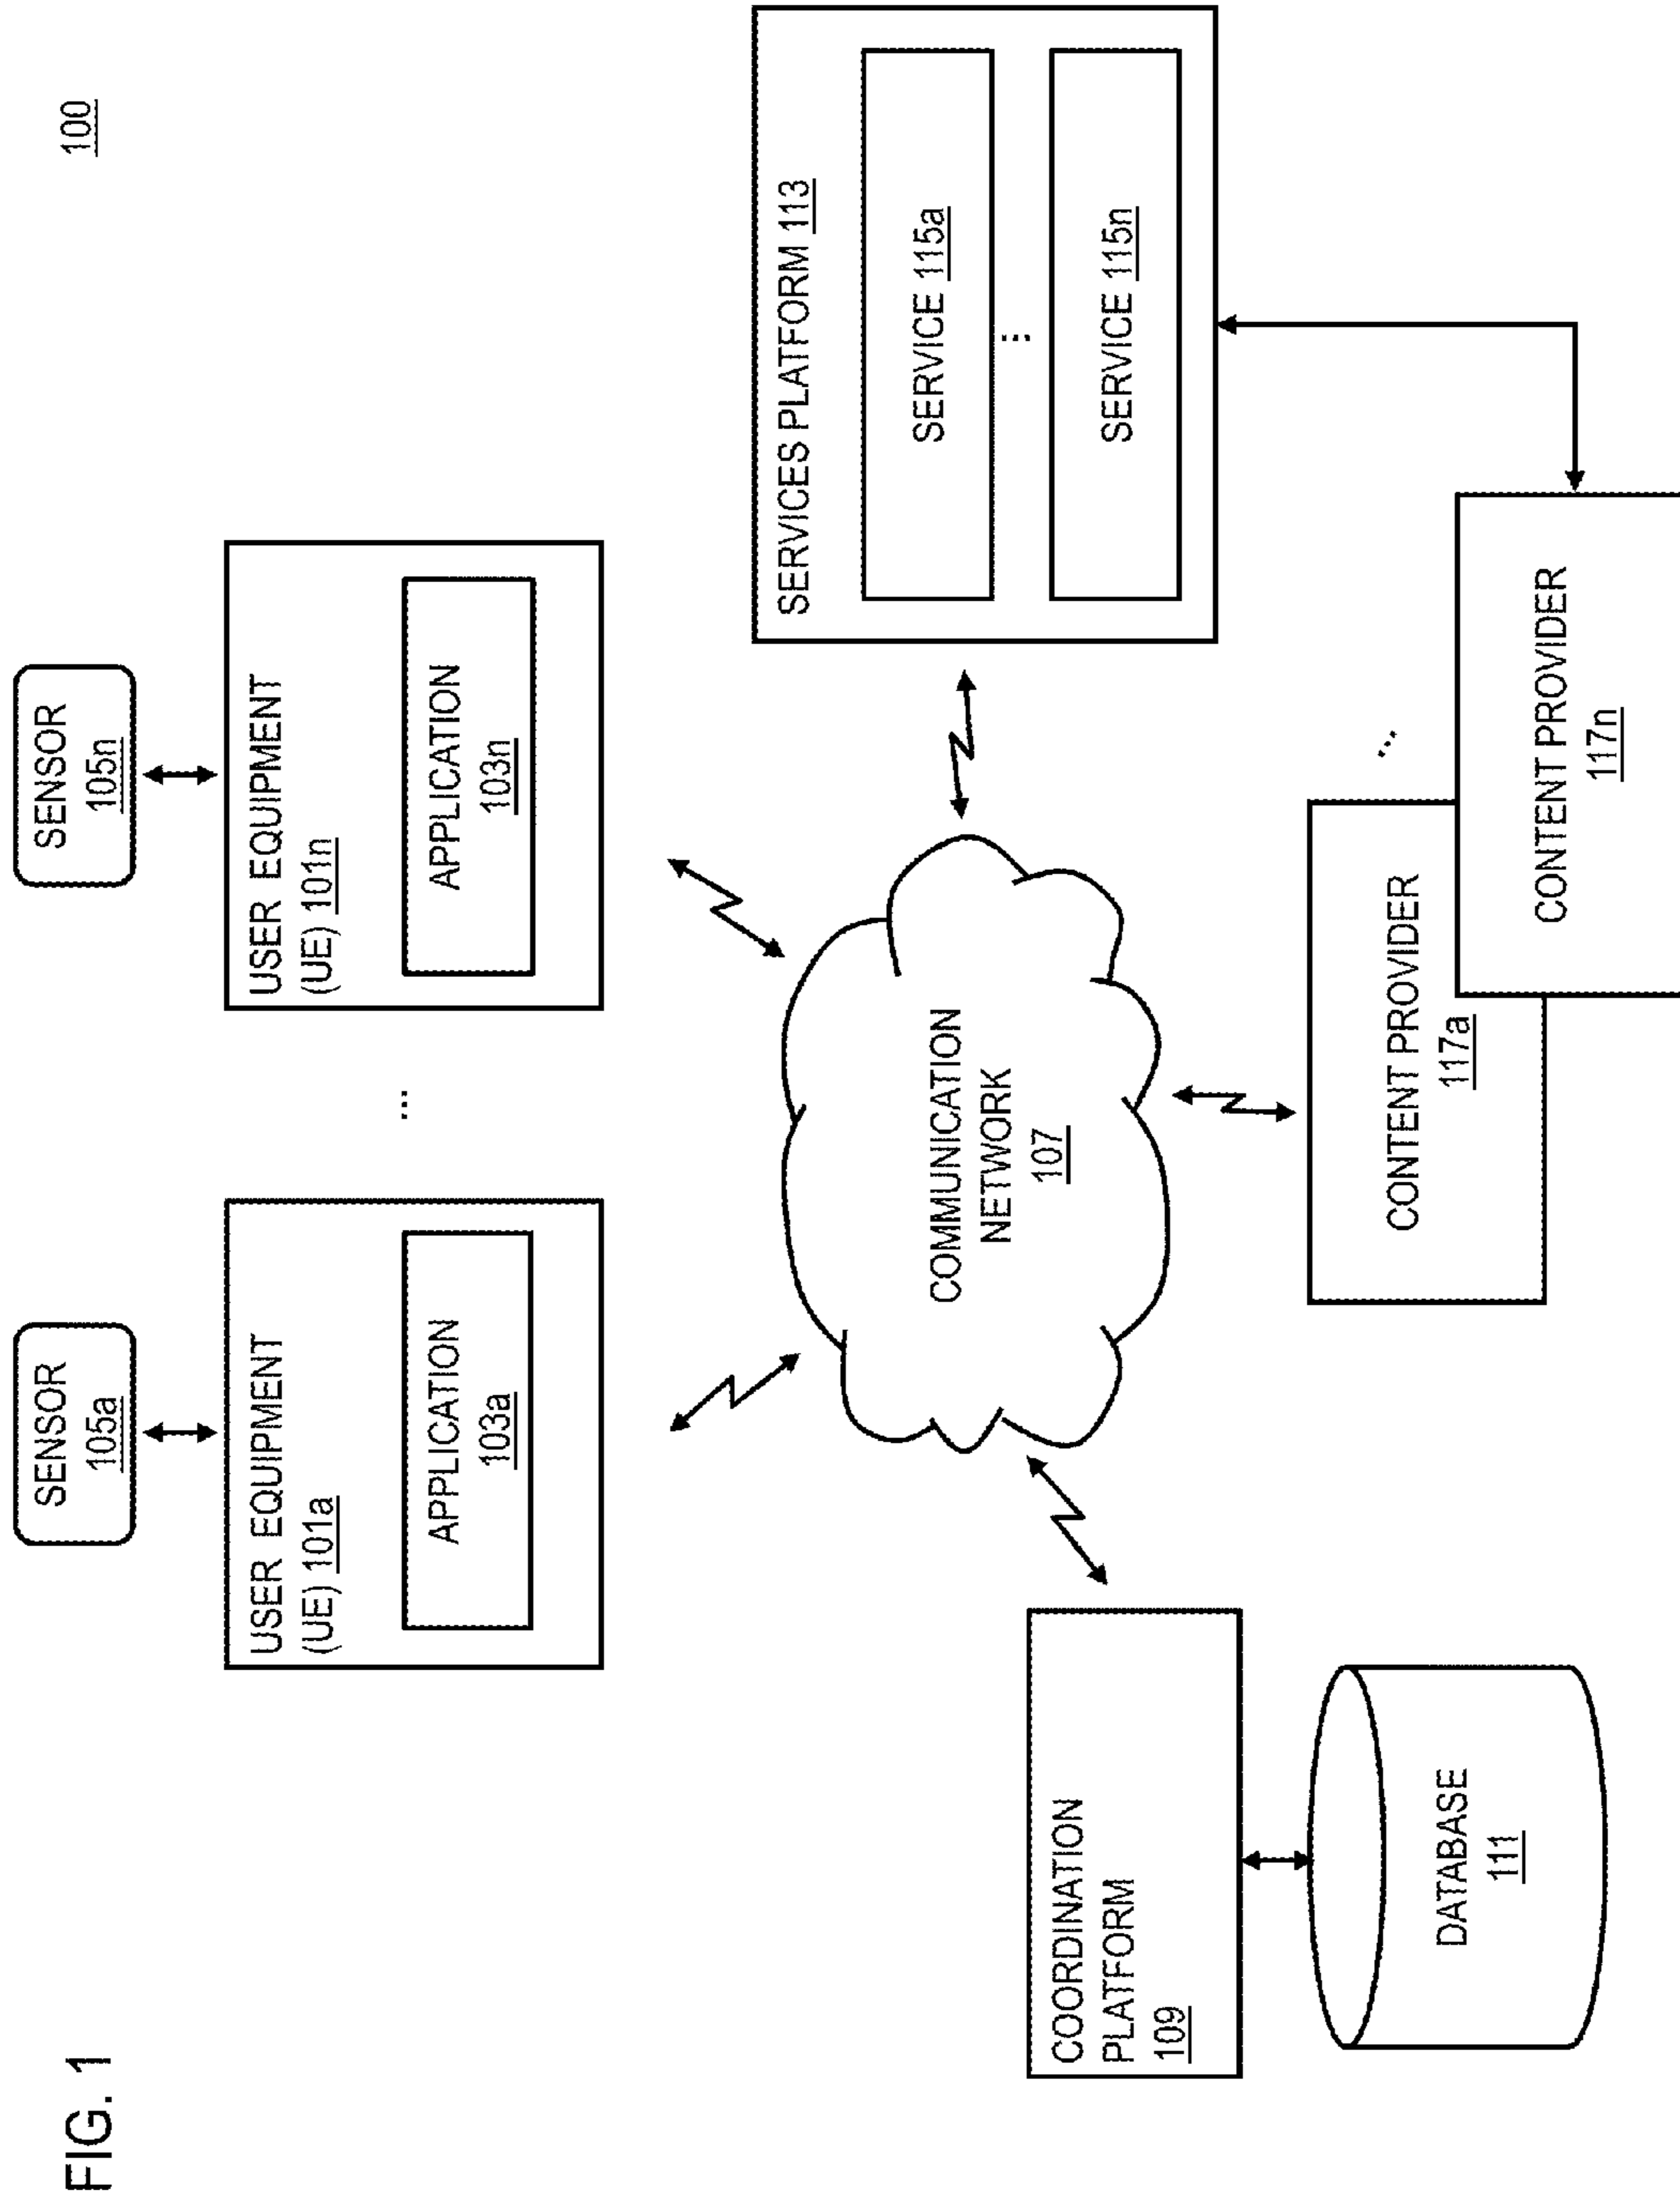 FIG. 1
100
SENSOR
105a
SENSOR
105n
USER EQUIPMENT
(UE) 101a
APPLICATION
103a
...
USER EQUIPMENT
(UE) 101n
APPLICATION
103n
COMMUNICATION
NETWORK
107
SERVICES PLATFORM 113
SERVICE 115a
...
SERVICE 115n
COORDINATION
PLATFORM
109
DATABASE
111
CONTENT PROVIDER
117a
...
CONTENT PROVIDER
117n